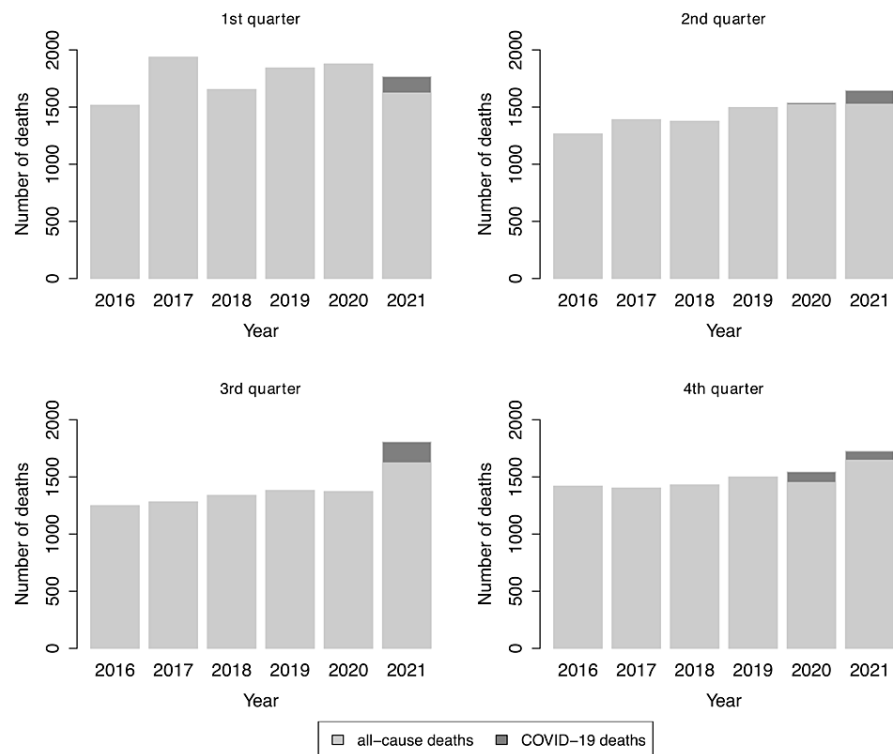 1st quarter
Number of deaths
0 500 1000 1500 2000
2016 2017 2018 2019 2020 2021
Year
2nd quarter
Number of deaths
0 500 1000 1500 2000
2016 2017 2018 2019 2020 2021
Year
3rd quarter
Number of deaths
0 500 1000 1500 2000
2016 2017 2018 2019 2020 2021
Year
4th quarter
Number of deaths
0 500 1000 1500 2000
2016 2017 2018 2019 2020 2021
Year
all-cause deaths COVID-19 deaths